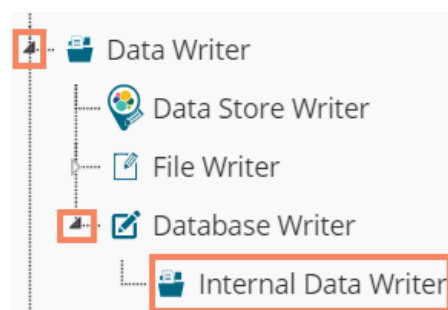 Data Writer
Data Store Writer
File Writer
Database Writer
Internal Data Writer